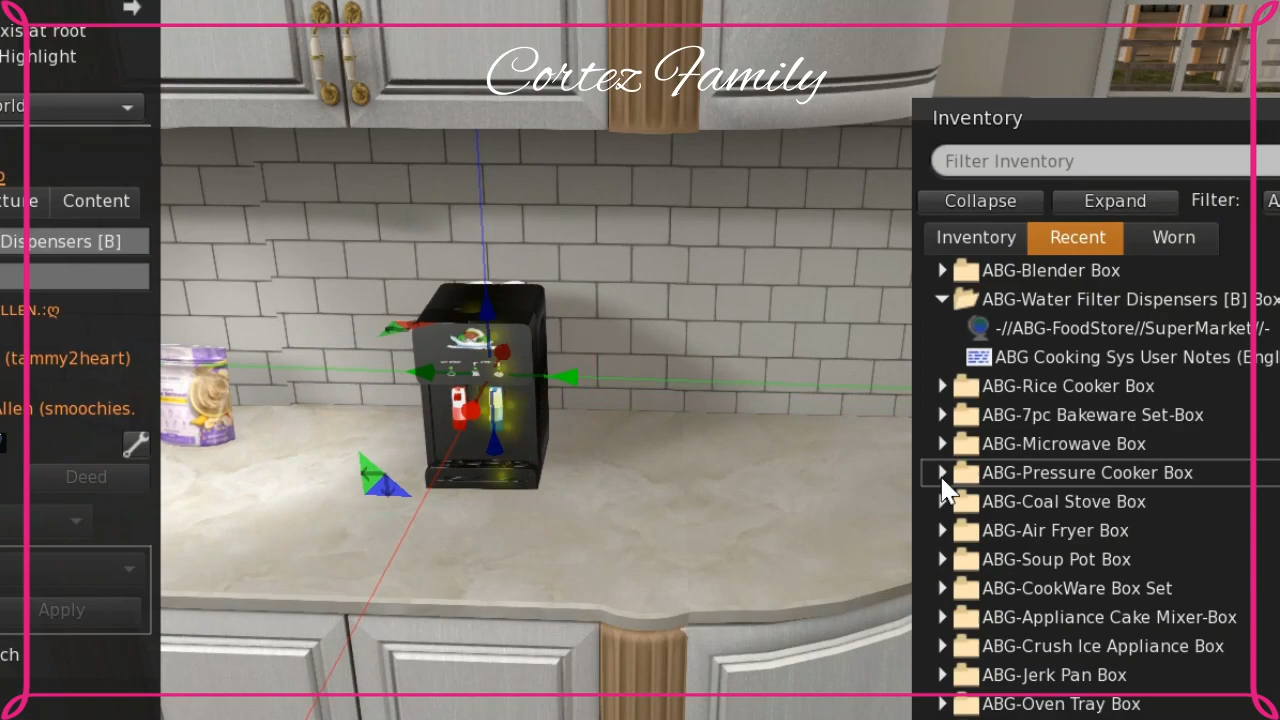 xis at root
Highlight
Cortez Family
Inventory
Filter Inventory
Collapse Expand Filter:
Content
Inventory Recent Worn
Dispensers [B]
ABG-Blender Box
ABG-Water Filter Dispensers [B] Box
LLEN.:ღ
-//ABG-FoodStore//SuperMarket//-
(tammy2heart)
ABG Cooking Sys User Notes (Engl
ABG-Rice Cooker Box
Allen (smoochies.
ABG-7pc Bakeware Set-Box
ABG-Microwave Box
Deed
ABG-Pressure Cooker Box
ABG-Coal Stove Box
ABG-Air Fryer Box
ABG-Soup Pot Box
ABG-CookWare Box Set
Apply
ABG-Appliance Cake Mixer-Box
ABG-Crush Ice Appliance Box
ABG-Jerk Pan Box
ABG-Oven Tray Box